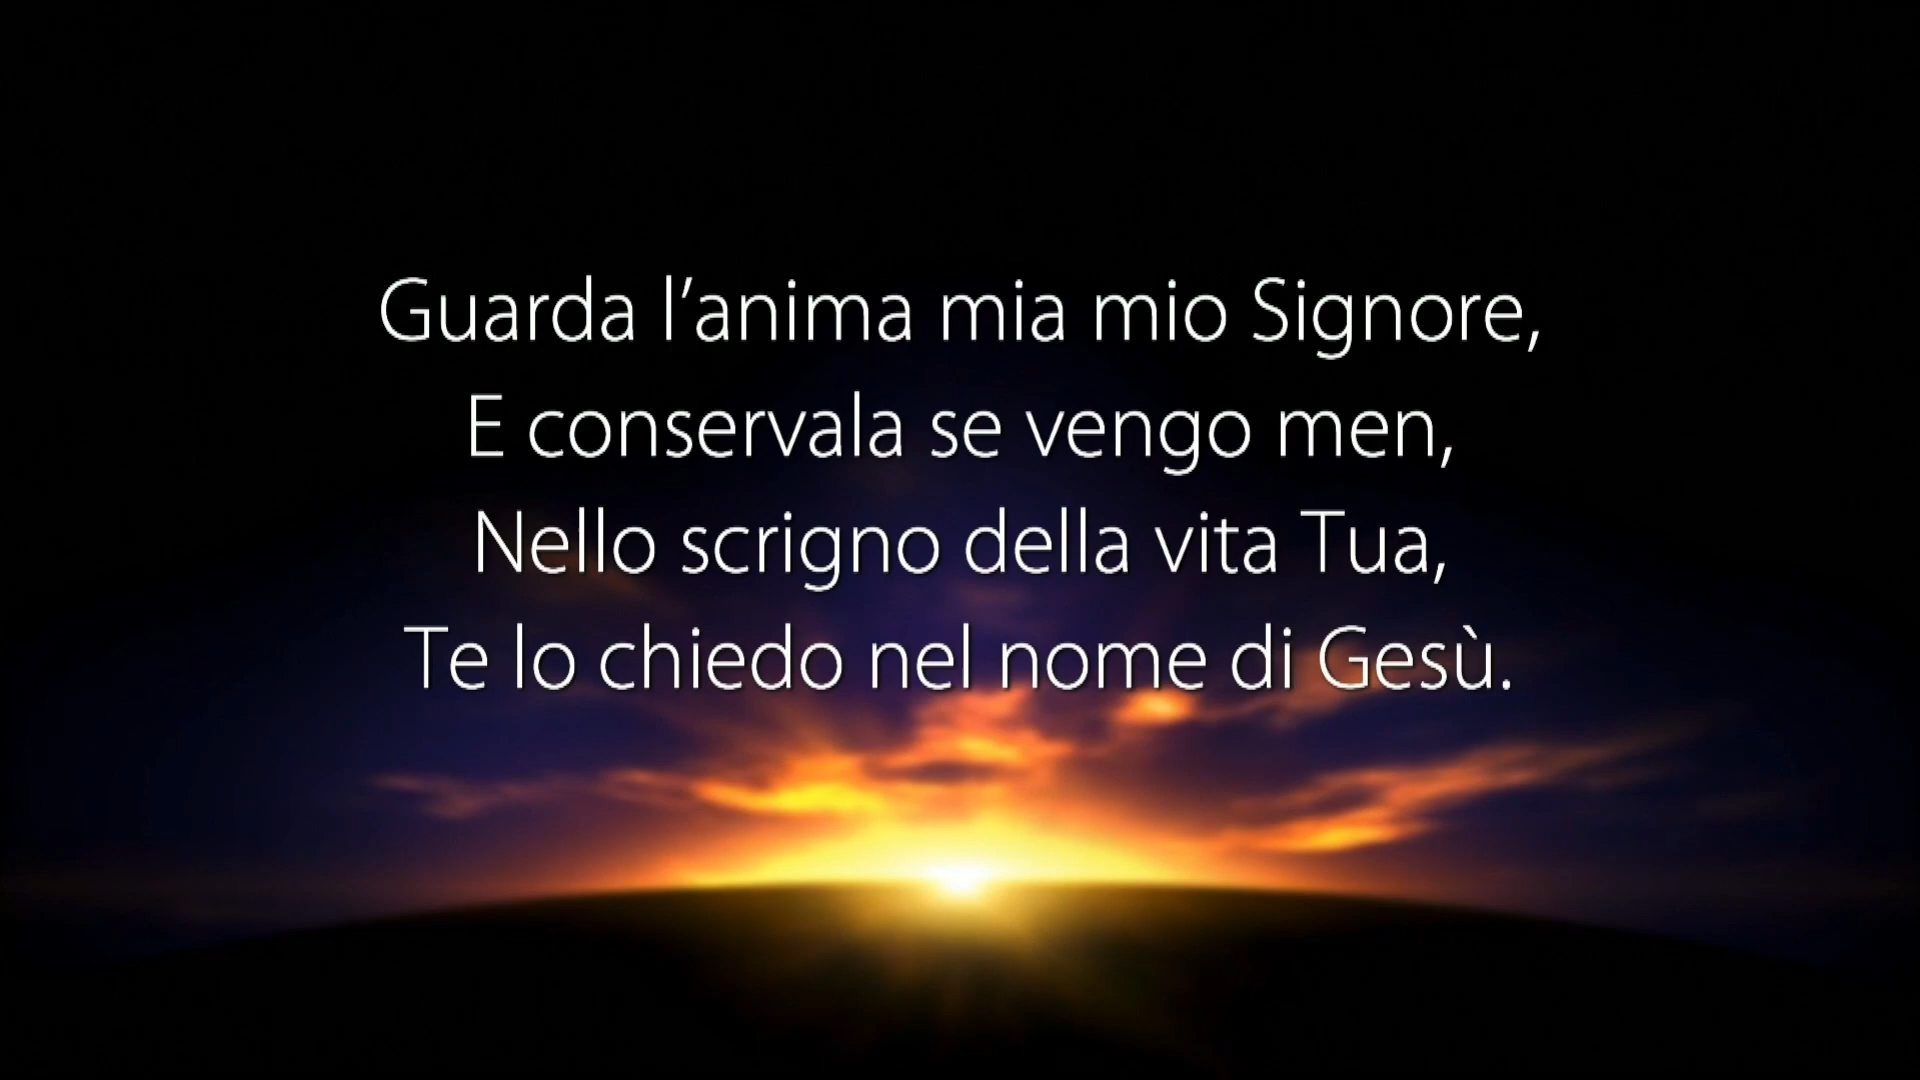 Guarda l’anima mia mio Signore,
E conservala se vengo men,
Nello scrigno della vita Tua,
Te lo chiedo nel nome di Gesù.